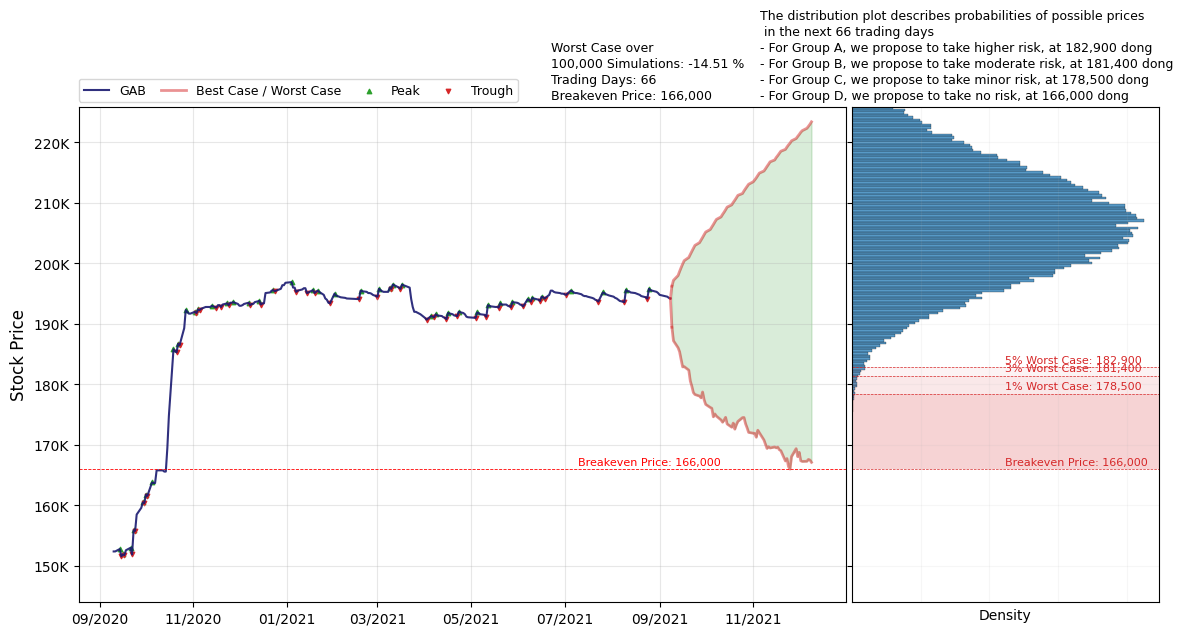 The distribution plot describes probabilities of possible prices
in the next 66 trading days
- For Group A, we propose to take higher risk, at 182,900 dong
- For Group B, we propose to take moderate risk, at 181,400 dong
- For Group C, we propose to take minor risk, at 178,500 dong
- For Group D, we propose to take no risk, at 166,000 dong
Worst Case over
100,000 Simulations: -14.51 %
Trading Days: 66
Breakeven Price: 166,000
GAB
Best Case / Worst Case
Peak
Trough
Stock Price
220K
210K
200K
190K
180K
170K
160K
150K
Breakeven Price: 166,000
5% Worst Case: 182,900
3% Worst Case: 181,400
1% Worst Case: 178,500
Breakeven Price: 166,000
09/2020
11/2020
01/2021
03/2021
05/2021
07/2021
09/2021
11/2021
Density